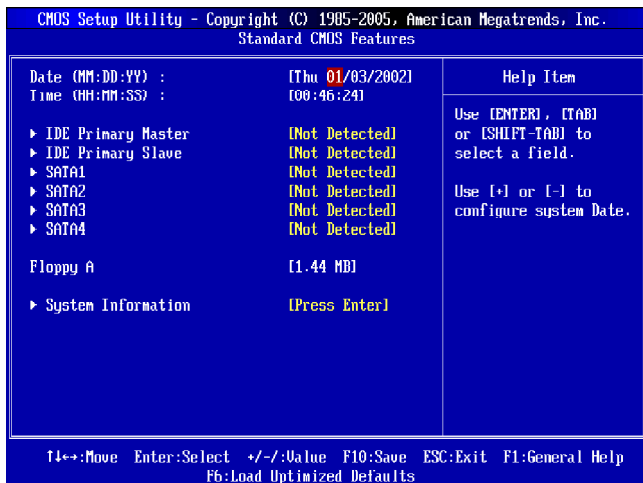 CMOS Setup Utility - Copyright (C) 1985-2005, American Megatrends, Inc.
Standard CMOS Features
Date (MM:DD:YY) : [Thu 01/03/2002]
Time (HH:MM:SS) : [00:46:24]
▶ IDE Primary Master [Not Detected]
▶ IDE Primary Slave [Not Detected]
▶ SATA1 [Not Detected]
▶ SATA2 [Not Detected]
▶ SATA3 [Not Detected]
▶ SATA4 [Not Detected]
Floppy A [1.44 MB]
▶ System Information [Press Enter]
Help Item
Use [ENTER], [TAB]
or [SHIFT-TAB] to
select a field.
Use [+] or [-] to
configure system Date.
↑↓←→:Move Enter:Select +/-/:Value F10:Save ESC:Exit F1:General Help
F6:Load Optimized Defaults